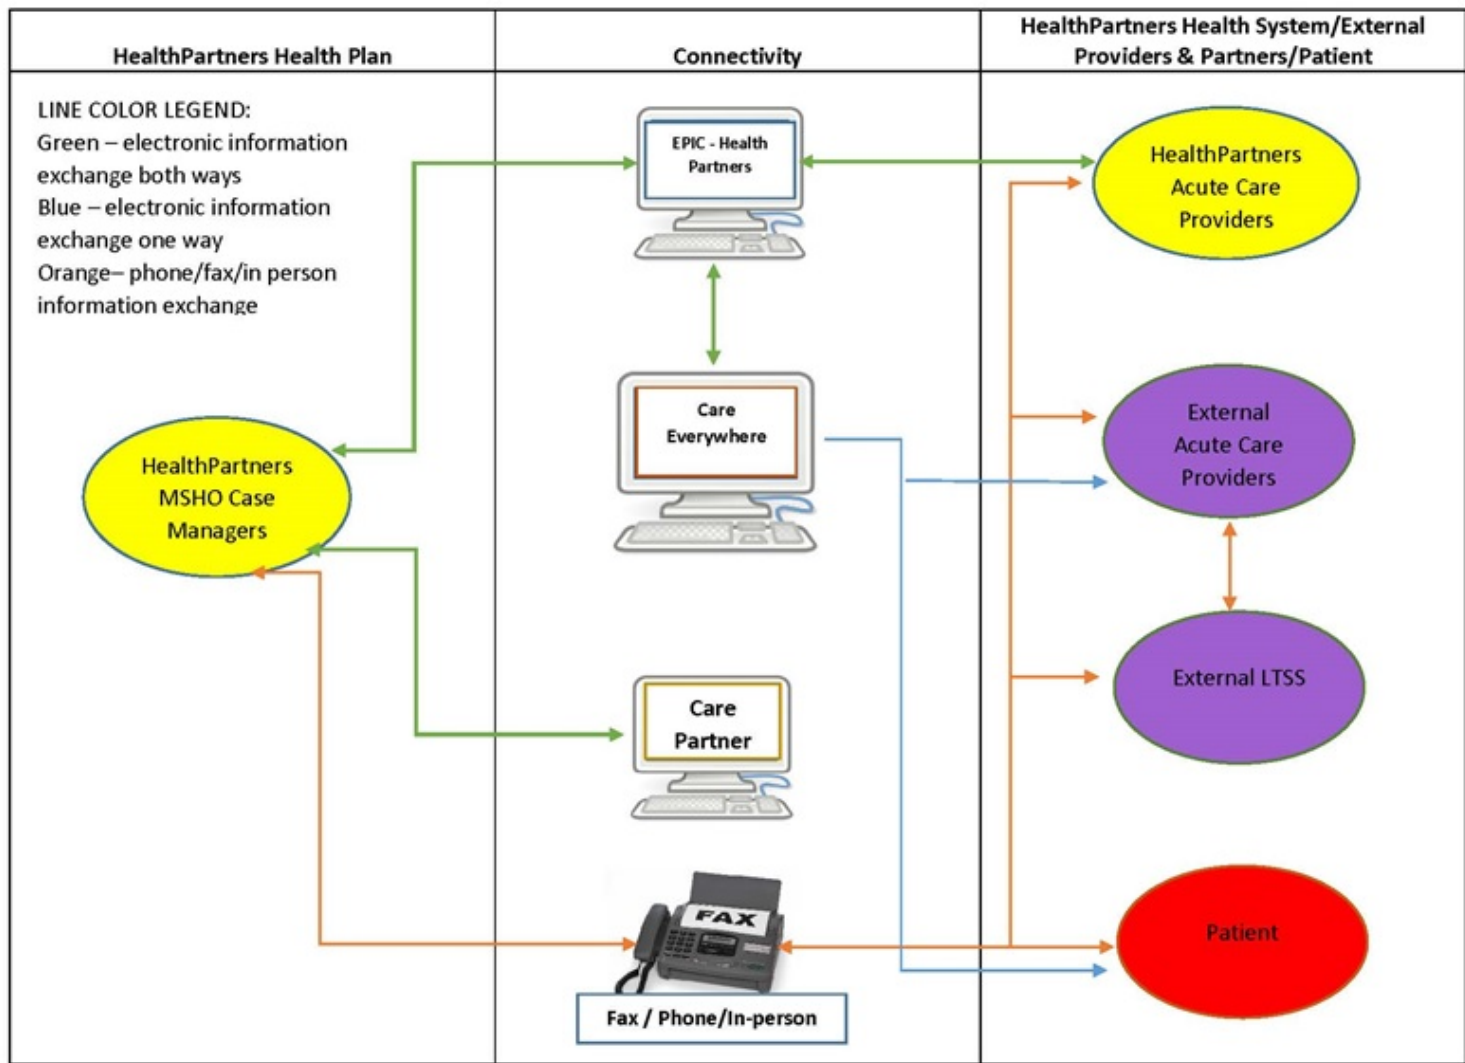 HealthPartners Health Plan
Connectivity
HealthPartners Health System/External
Providers & Partners/Patient
LINE COLOR LEGEND:
Green – electronic information
exchange both ways
Blue – electronic information
exchange one way
Orange– phone/fax/in person
information exchange
EPIC - Health
Partners
HealthPartners
Acute Care
Providers
Care
Everywhere
External
Acute Care
Providers
HealthPartners
MSHO Case
Managers
Care
Partner
External LTSS
FAX
Fax / Phone/In-person
Patient